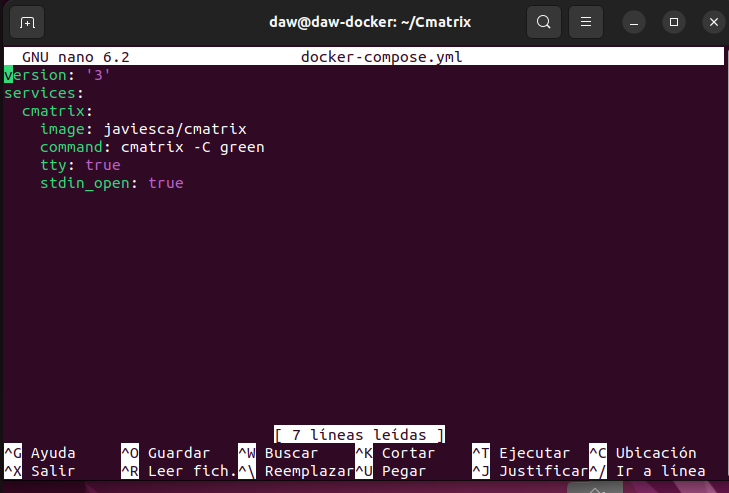 daw@daw-docker: ~/Cmatrix
GNU nano 6.2 docker-compose.yml
version: '3'
services:
  cmatrix:
    image: javiesca/cmatrix
    command: cmatrix -C green
    tty: true
    stdin_open: true
[ 7 líneas leídas ]
^G Ayuda ^O Guardar ^W Buscar ^K Cortar ^T Ejecutar ^C Ubicación
^X Salir ^R Leer fich. ^\ Reemplazar ^U Pegar ^J Justificar ^/ Ir a línea